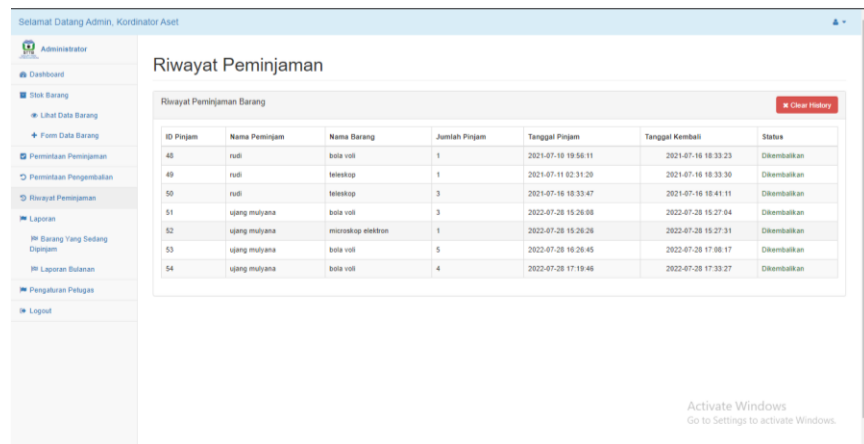 Selamat Datang Admin, Kordinator Aset
Administrator
Dashboard
Stok Barang
Lihat Data Barang
Form Data Barang
Permintaan Peminjaman
Permintaan Pengembalian
Riwayat Peminjaman
Laporan
Barang Yang Sedang
Dipinjam
Laporan Bulanan
Pengaturan Petugas
Logout
Riwayat Peminjaman
Riwayat Peminjaman Barang
Clear History
ID Pinjam Nama Peminjam Nama Barang Jumlah Pinjam Tanggal Pinjam Tanggal Kembali Status
48 rudi bola voli 1 2021-07-10 19:56:11 2021-07-16 18:33:23 Dikembalikan
49 rudi teleskop 1 2021-07-11 02:31:20 2021-07-16 18:33:30 Dikembalikan
50 rudi teleskop 3 2021-07-16 18:33:47 2021-07-16 18:41:11 Dikembalikan
51 ujang mulyana bola voli 3 2022-07-28 15:26:08 2022-07-28 15:27:04 Dikembalikan
52 ujang mulyana microskop elektron 1 2022-07-28 15:26:26 2022-07-28 15:27:31 Dikembalikan
53 ujang mulyana bola voli 5 2022-07-28 16:26:45 2022-07-28 17:08:17 Dikembalikan
54 ujang mulyana bola voli 4 2022-07-28 17:19:46 2022-07-28 17:33:27 Dikembalikan
Activate Windows
Go to Settings to activate Windows.